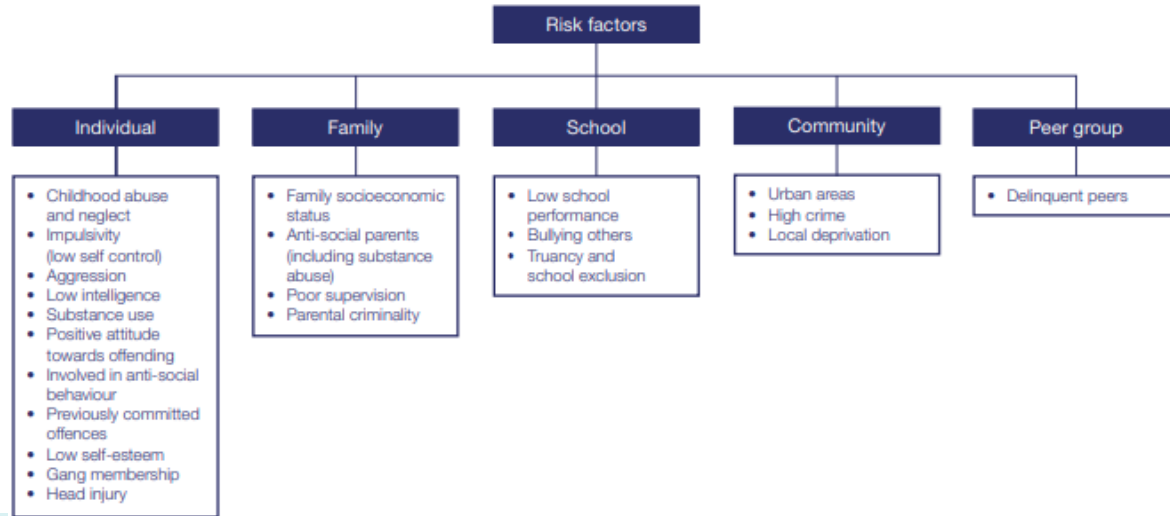 Risk factors
Individual
• Childhood abuse
and neglect
• Impulsivity
(low self control)
• Aggression
• Low intelligence
• Substance use
• Positive attitude
towards offending
• Involved in anti-social
behaviour
• Previously committed
offences
• Low self-esteem
• Gang membership
• Head injury
Family
• Family socioeconomic
status
• Anti-social parents
(including substance
abuse)
• Poor supervision
• Parental criminality
School
• Low school
performance
• Bullying others
• Truancy and
school exclusion
Community
• Urban areas
• High crime
• Local deprivation
Peer group
• Delinquent peers